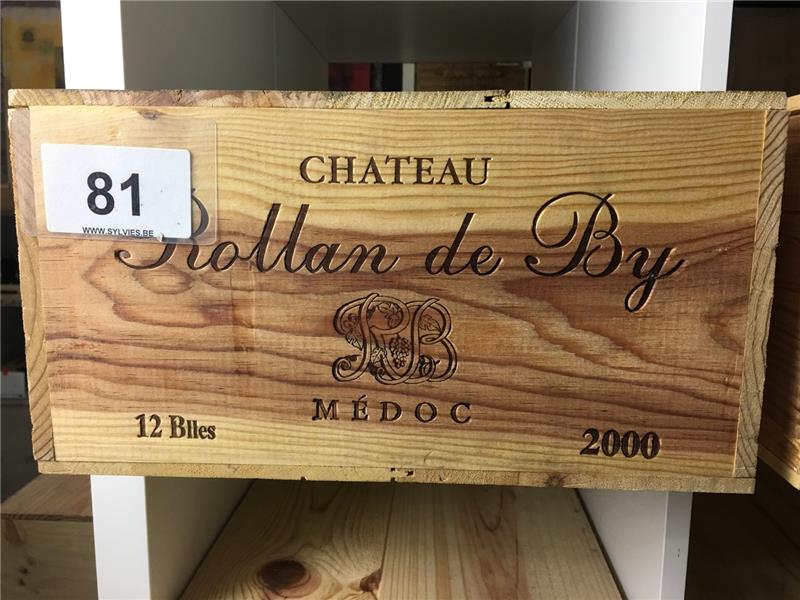 81
WWW.SYLVIES.BE
CHATEAU
Rollan de By
RB
MÉDOC
12 Blles
2000